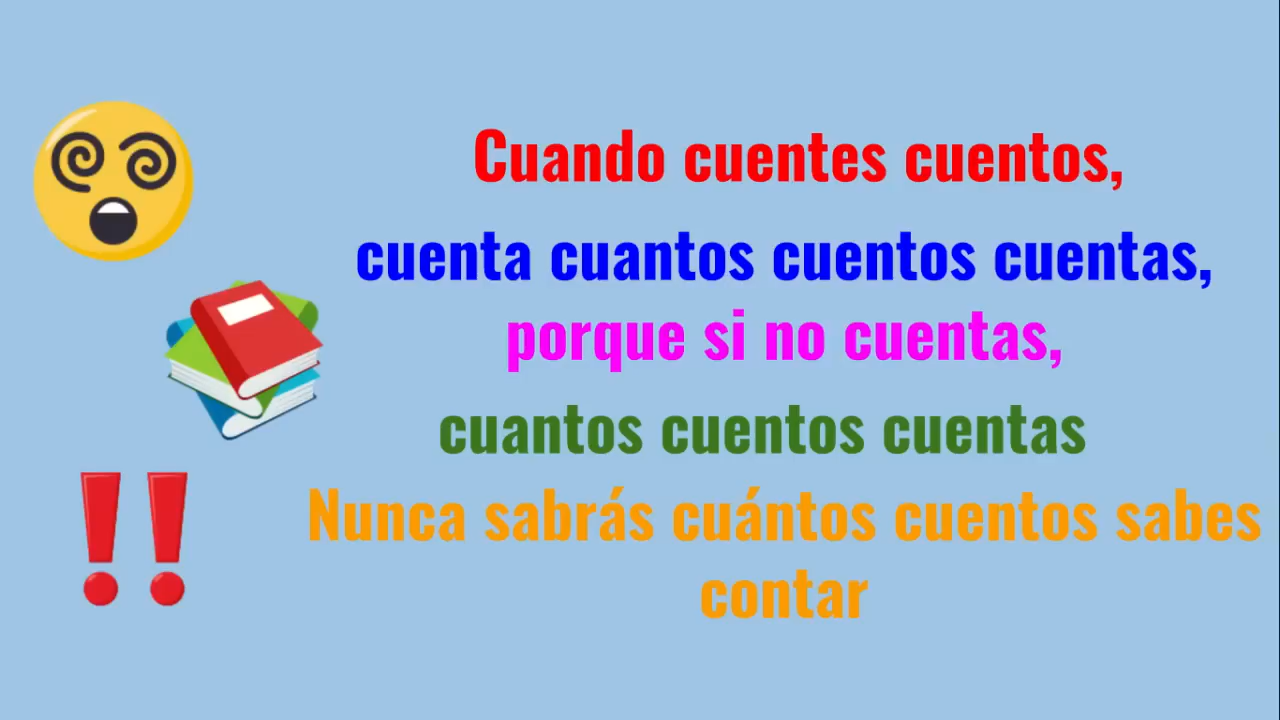 Cuando cuentes cuentos,
cuenta cuantos cuentos cuentas,
porque si no cuentas,
cuantos cuentos cuentas
Nunca sabrás cuántos cuentos sabes
contar